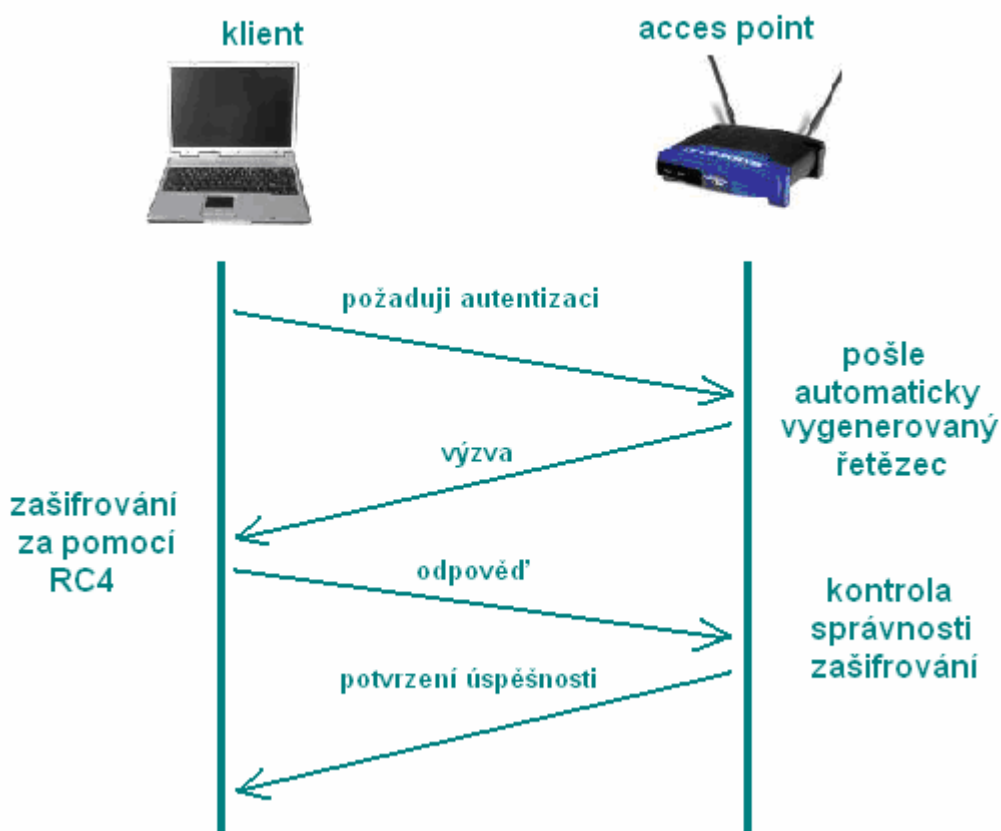 klient
acces point
požaduji autentizaci
pošle
automaticky
vygenerovaný
řetězec
výzva
zašifrování
za pomocí
RC4
odpověď
kontrola
správnosti
zašifrování
potvrzení úspěšnosti